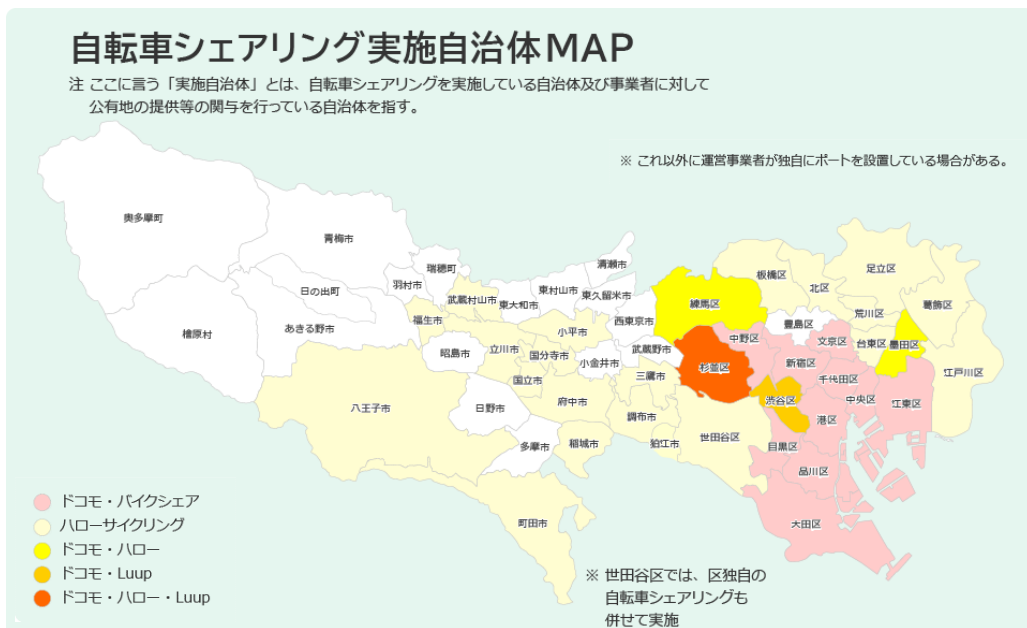 自転車シェアリング実施自治体MAP
注 ここに言う「実施自治体」とは、自転車シェアリングを実施している自治体及び事業者に対して
公有地の提供等の関与を行っている自治体を指す。
※ これ以外に運営事業者が独自にポートを設置している場合がある。
奥多摩町
青梅市
瑞穂町
清瀬市
羽村市
日の出町
武蔵村山市
東大和市
東村山市
東久留米市
檜原村
あきる野市
福生市
昭島市
立川市
小平市
西東京市
国分寺市
小金井市
武蔵野市
国立市
三鷹市
八王子市
日野市
府中市
調布市
狛江市
多摩市
稲城市
町田市
板橋区
足立区
北区
葛飾区
練馬区
荒川区
豊島区
中野区
文京区
台東区
墨田区
杉並区
新宿区
千代田区
江戸川区
渋谷区
中央区
江東区
港区
世田谷区
目黒区
品川区
大田区
ドコモ・バイクシェア
ハローサイクリング
ドコモ・ハロー
ドコモ・Luup
ドコモ・ハロー・Luup
※ 世田谷区では、区独自の
自転車シェアリングも
併せて実施